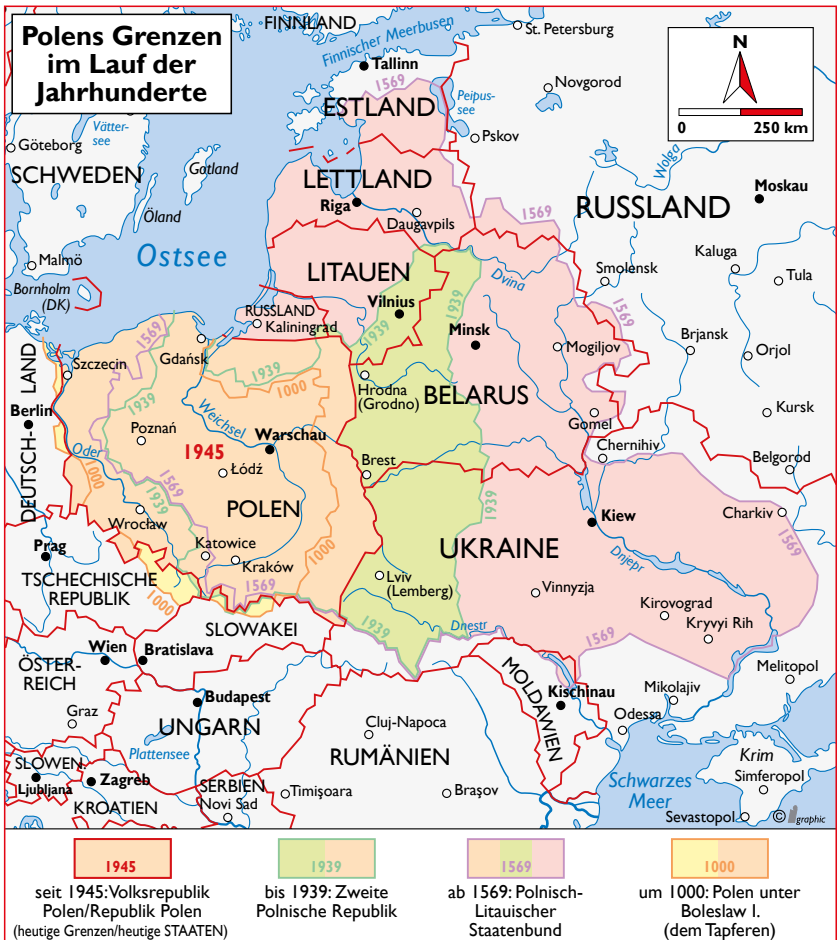 Polens Grenzen
im Lauf der
Jahrhunderte
FINNLAND
Finnischer Meerbusen
St. Petersburg
Tallinn
1569
ESTLAND
Peipus-
see
Novgorod
Pskov
N
0
250 km
Vätter-
see
Göteborg
SCHWEDEN
Gotland
Öland
Malmö
Bornholm
(DK)
Ostsee
LETTLAND
Riga
Daugavpils
1569
RUSSLAND
Wolga
Moskau
Kaluga
Tula
Smolensk
Dvina
LITAUEN
Vilnius
1939
1939
RUSSLAND
Kaliningrad
1569
Minsk
Mogiljov
Brjansk
Orjol
Kursk
BELARUS
Hrodna
(Grodno)
Gomel
Chernihiv
Belgorod
DEUTSCH-
LAND
Szczecin
1569
Gdańsk
1939
1939
1000
Berlin
Poznań
Weichsel
Warschau
Brest
Oder
1945
Łódź
1000
1569
1939
POLEN
1939
Wrocław
Kiew
Charkiv
1569
Prag
Katowice
Kraków
1000
UKRAINE
Dnjepr
TSCHECHISCHE
REPUBLIK
1000
1569
Lviv
(Lemberg)
Vinnyzja
Kirovograd
Kryvyi Rih
SLOWAKEI
1939
Dnestr
1569
Wien
Bratislava
ÖSTER-
REICH
MOLDAWIEN
Kischinau
Mikolajiv
Melitopol
Odessa
Graz
Budapest
UNGARN
Plattensee
Cluj-Napoca
RUMÄNIEN
SLOWEN.
Ljubljana
Zagreb
KROATIEN
SERBIEN
Novi Sad
Timişoara
Braşov
Schwarzes
Meer
Krim
Simferopol
Sevastopol
© graphic
1945
seit 1945: Volksrepublik
Polen/Republik Polen
(heutige Grenzen/heutige STAATEN)
1939
bis 1939: Zweite
Polnische Republik
1569
ab 1569: Polnisch-
Litauischer
Staatenbund
1000
um 1000: Polen unter
Boleslaw I.
(dem Tapferen)